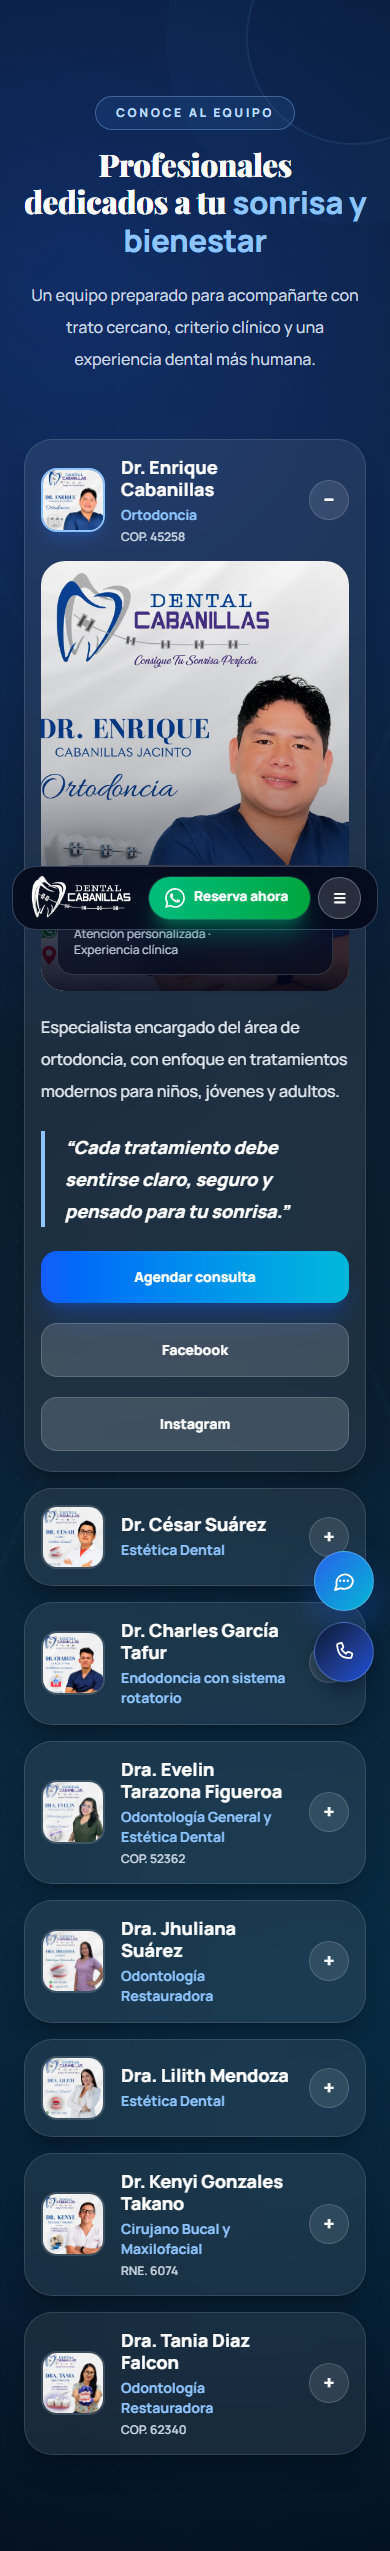 CONOCE AL EQUIPO
Profesionales
dedicados a tu sonrisa y
bienestar
Un equipo preparado para acompañarte con
trato cercano, criterio clínico y una
experiencia dental más humana.
Dr. Enrique
Cabanillas
Ortodoncia
COP. 45258
DENTAL
CABANILLAS
Consigue Tu Sonrisa Perfecta
DR. ENRIQUE
CABANILLAS JACINTO
Ortodoncia
DENTAL
CABANILLAS
Reserva ahora
Atención personalizada ·
Experiencia clínica
Especialista encargado del área de
ortodoncia, con enfoque en tratamientos
modernos para niños, jóvenes y adultos.
“Cada tratamiento debe
sentirse claro, seguro y
pensado para tu sonrisa.”
Agendar consulta
Facebook
Instagram
Dr. César Suárez
Estética Dental
Dr. Charles García
Tafur
Endodoncia con sistema
rotatorio
Dra. Evelin
Tarazona Figueroa
Odontología General y
Estética Dental
COP. 52362
Dra. Jhuliana
Suárez
Odontología
Restauradora
Dra. Lilith Mendoza
Estética Dental
Dr. Kenyi Gonzales
Takano
Cirujano Bucal y
Maxilofacial
RNE. 6074
Dra. Tania Diaz
Falcon
Odontología
Restauradora
COP. 62340